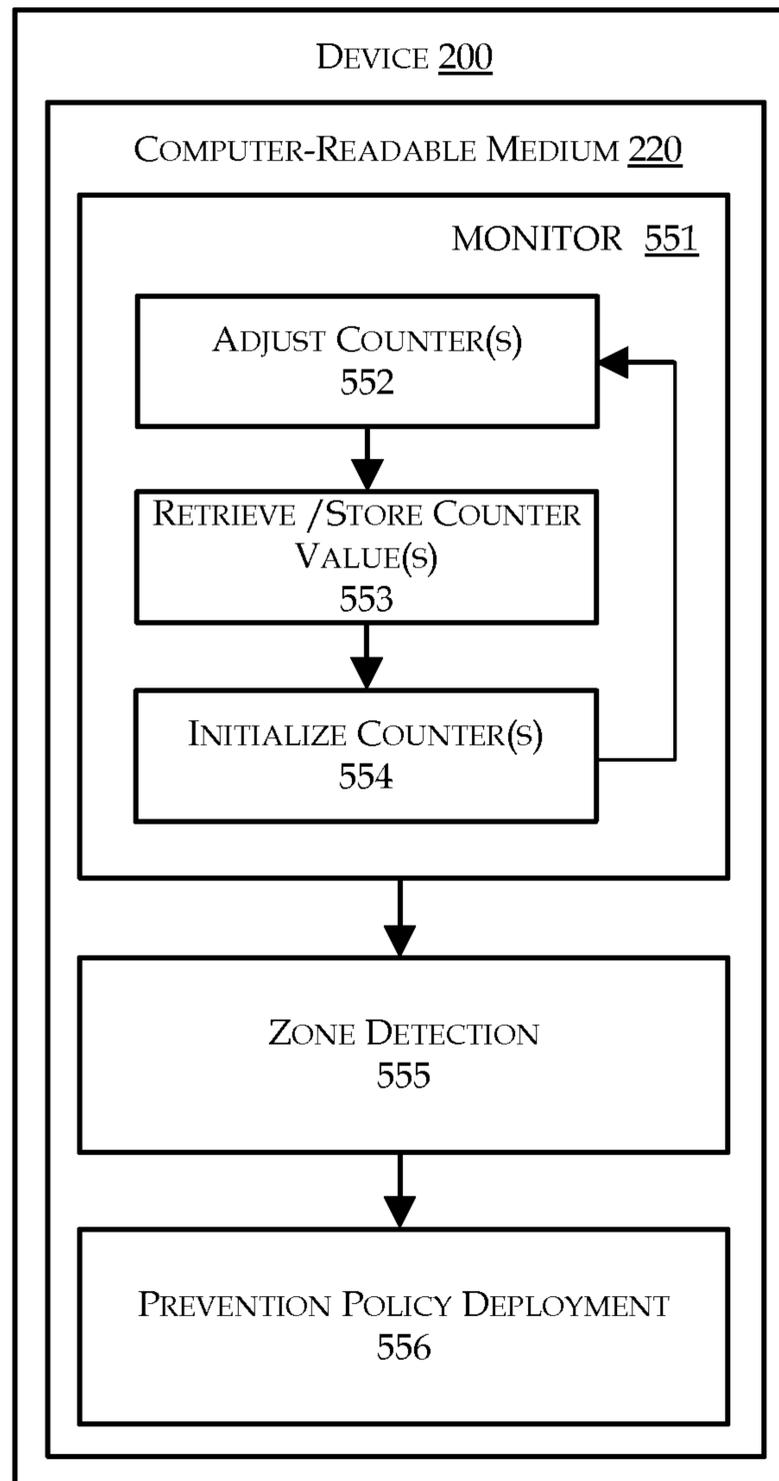 DEVICE 200
COMPUTER-READABLE MEDIUM 220
MONITOR 551
ADJUST COUNTER(S)
552
RETRIEVE /STORE COUNTER
VALUE(S)
553
INITIALIZE COUNTER(S)
554
ZONE DETECTION
555
PREVENTION POLICY DEPLOYMENT
556